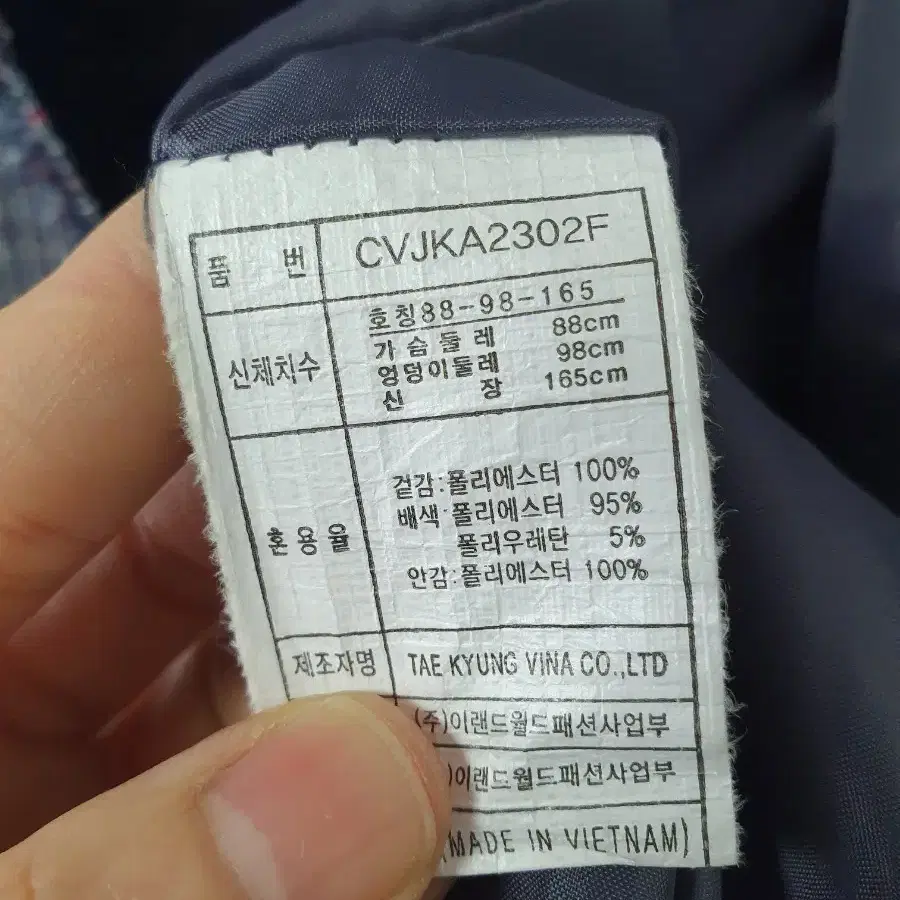 품 번 CVJKA2302F
신체치수
호칭88-98-165
가슴둘레 88cm
엉덩이둘레 98cm
신 장 165cm
혼용율
겉감:폴리에스터 100%
배색:폴리에스터 95%
폴리우레탄 5%
안감:폴리에스터 100%
제조자명 TAE KYUNG VINA CO.,LTD
(주)이랜드월드패션사업부
)이랜드월드패션사업부
(MADE IN VIETNAM)